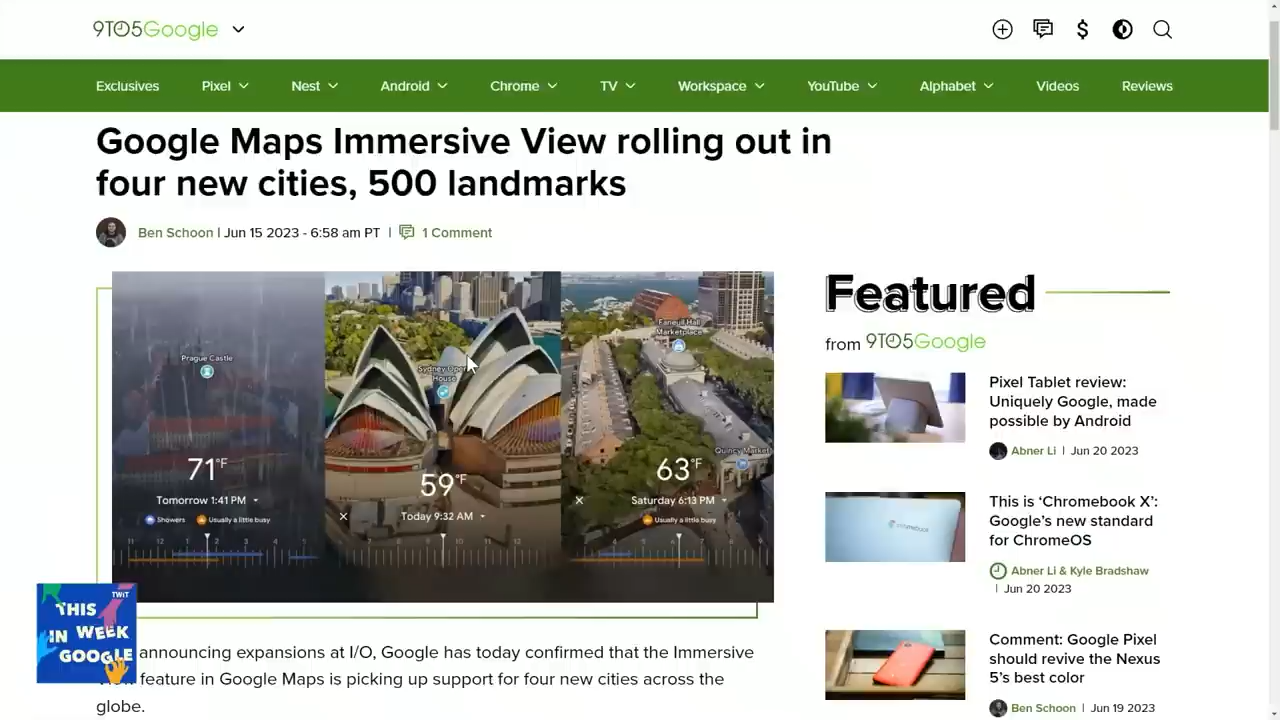 9TO5Google
Exclusives Pixel Nest Android Chrome TV Workspace YouTube Alphabet Videos Reviews
Google Maps Immersive View rolling out in
four new cities, 500 landmarks
Ben Schoon | Jun 15 2023 - 6:58 am PT | 1 Comment
Prague Castle
71°F
Tomorrow 1:41 PM
Showers Usually a little busy
11 12 1 2 3 4 5
Sydney Opera
House
59°F
Today 9:32 AM
Faneuil Hall
Marketplace
Quincy Market
63°F
Saturday 6:13 PM
Usually a little busy
Featured
from 9TO5Google
Pixel Tablet review:
Uniquely Google, made
possible by Android
Abner Li | Jun 20 2023
This is ‘Chromebook X’:
Google’s new standard
for ChromeOS
Abner Li & Kyle Bradshaw
| Jun 20 2023
Comment: Google Pixel
should revive the Nexus
5’s best color
Ben Schoon | Jun 19 2023
TWiT
THIS
IN WEEK
GOOGLE
announcing expansions at I/O, Google has today confirmed that the Immersive
feature in Google Maps is picking up support for four new cities across the
globe.